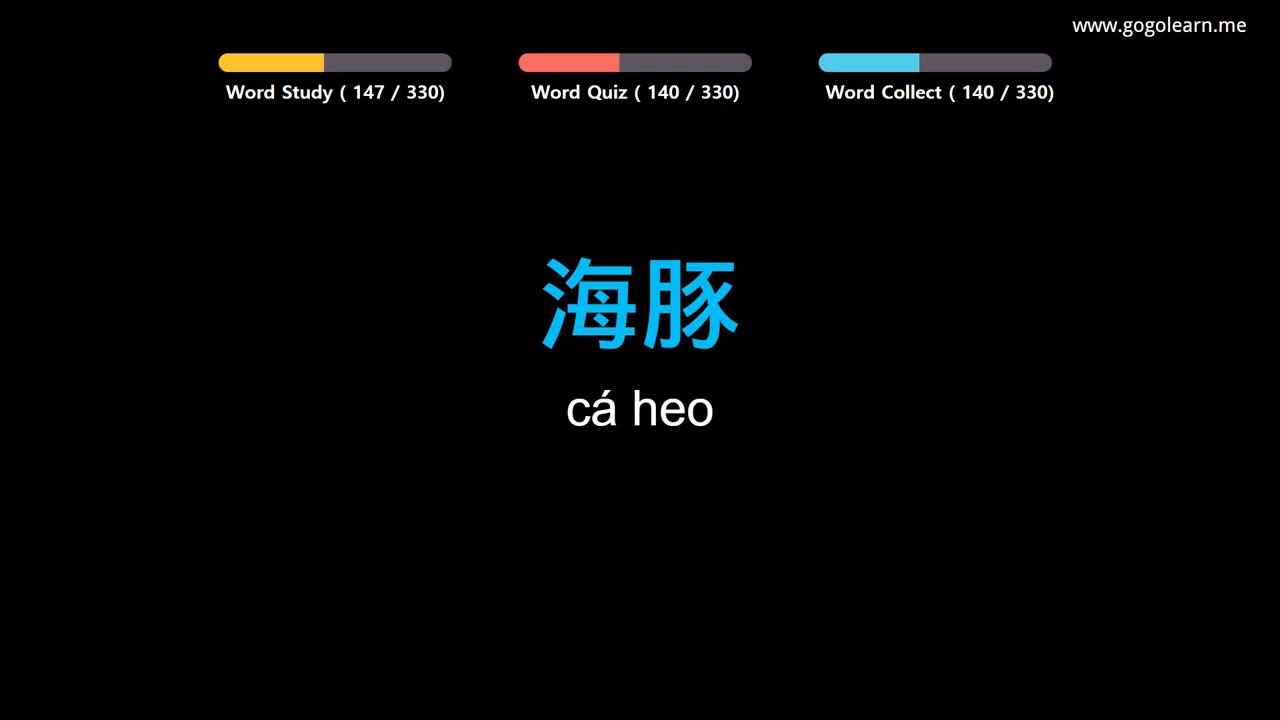 www.gogolearn.me
Word Study ( 147 / 330)
Word Quiz ( 140 / 330)
Word Collect ( 140 / 330)
海豚
cá heo